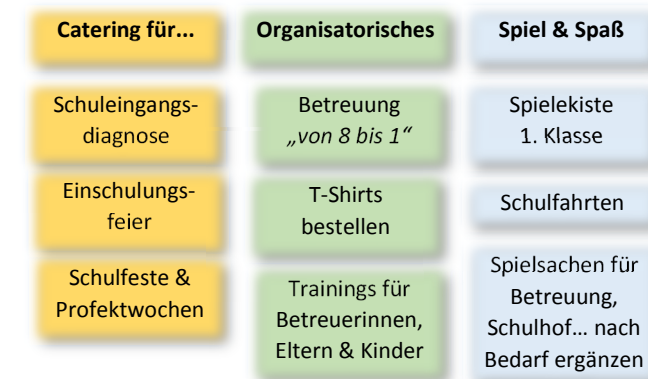 Catering für...
Schuleingangs-
diagnose
Einschulungs-
feier
Schulfeste &
Profektwochen
Organisatorisches
Betreuung
„von 8 bis 1“
T-Shirts
bestellen
Trainings für
Betreuerinnen,
Eltern & Kinder
Spiel & Spaß
Spielekiste
1. Klasse
Schulfahrten
Spielsachen für
Betreuung,
Schulhof... nach
Bedarf ergänzen